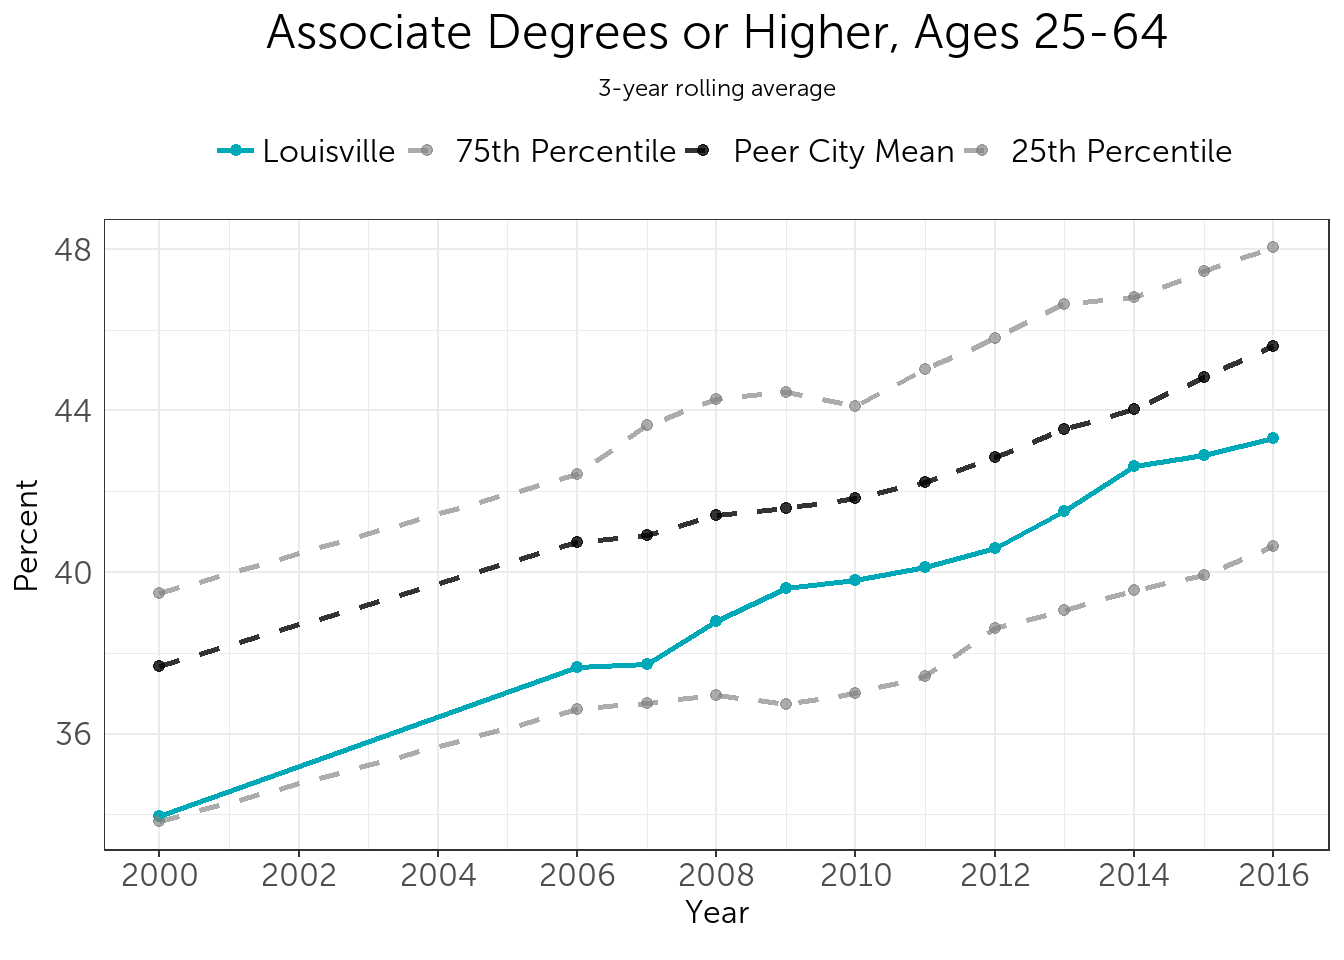 Associate Degrees or Higher, Ages 25-64
3-year rolling average
Louisville 75th Percentile Peer City Mean 25th Percentile
48
44
40
36
Percent
2000 2002 2004 2006 2008 2010 2012 2014 2016
Year